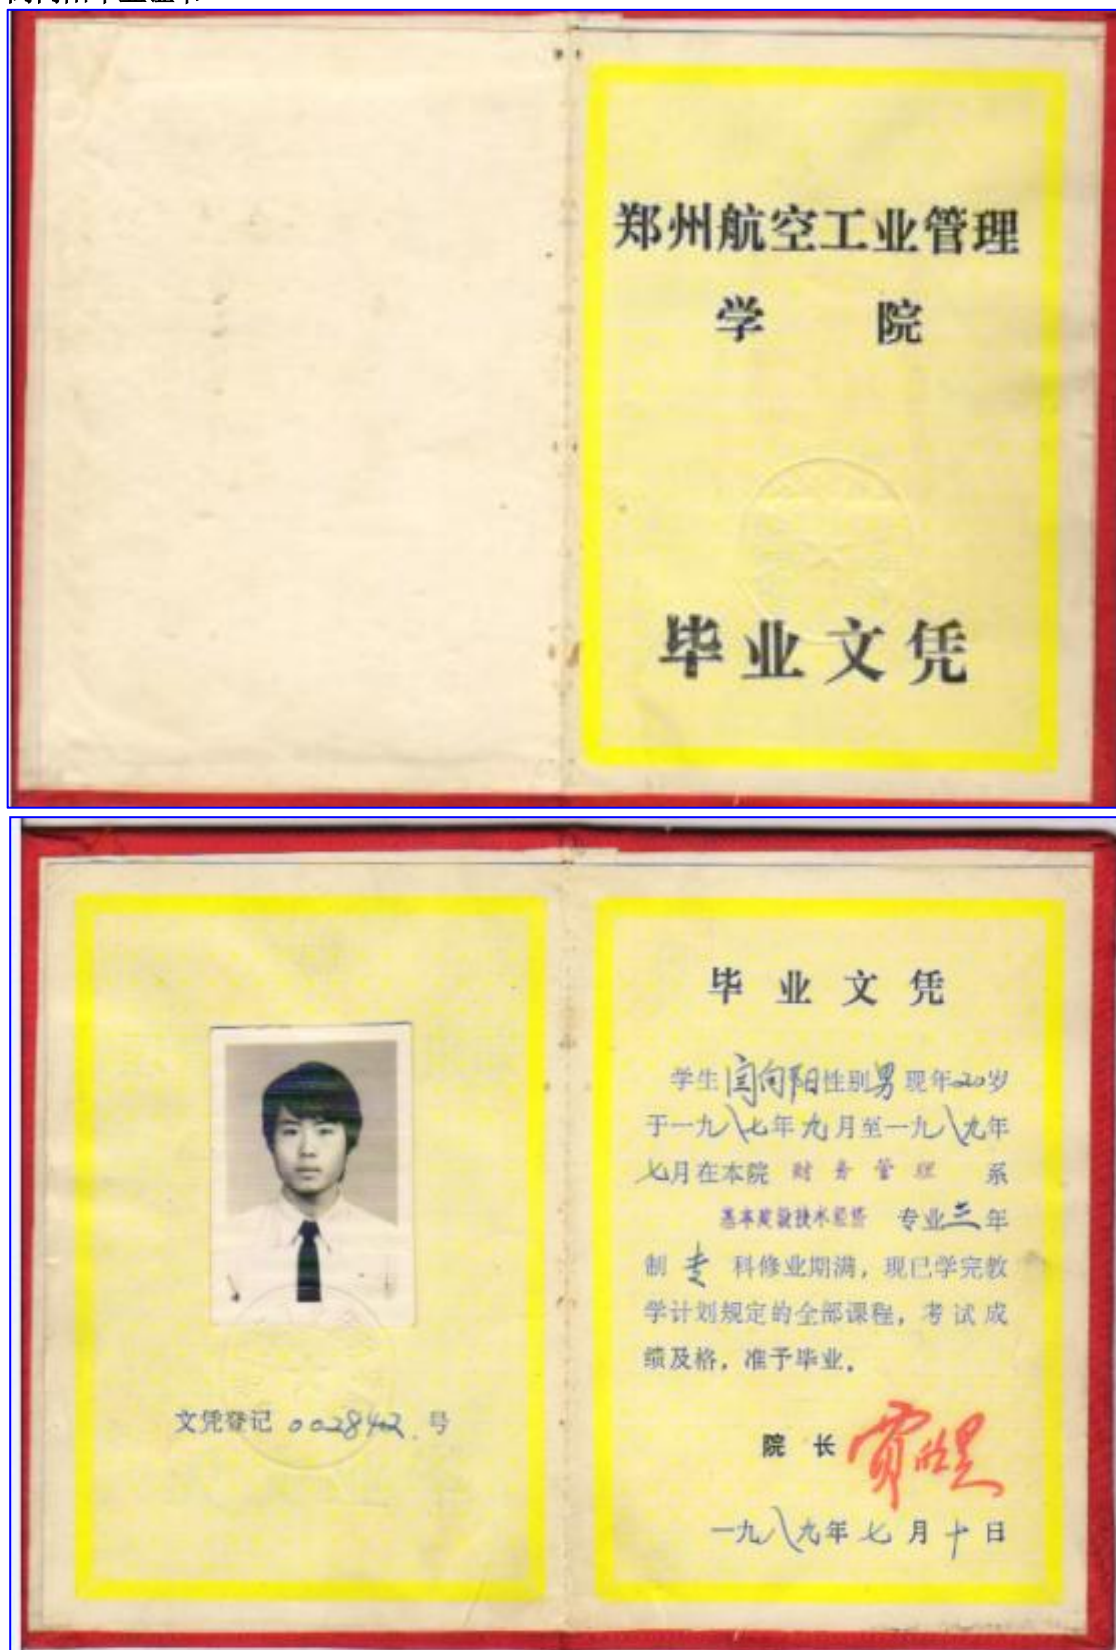 郑州航空工业管理
学 院
毕业文凭
毕 业 文 凭
学生闫向阳性别男现年20岁
于一九八七年九月至一九八九年
七月在本院 财务管理 系
基本建设技术经济 专业二年
制 专 科修业期满，现已学完教
学计划规定的全部课程，考试成
绩及格，准予毕业。
文凭登记 002842 号
院 长
一九八九年七月十日